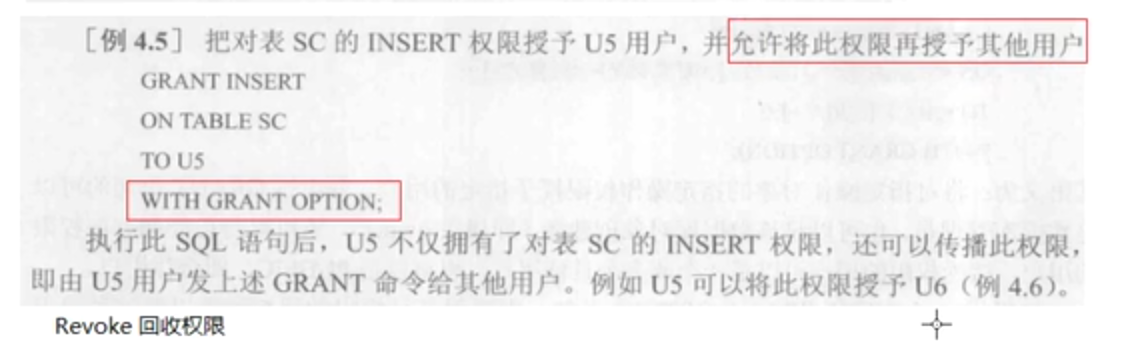 ［例 4.5］ 把对表 SC 的 INSERT 权限授予 U5 用户，并允许将此权限再授予其他用户
GRANT INSERT
ON TABLE SC
TO U5
WITH GRANT OPTION;
执行此 SQL 语句后，U5 不仅拥有了对表 SC 的 INSERT 权限，还可以传播此权限，
即由 U5 用户发上述 GRANT 命令给其他用户。例如 U5 可以将此权限授予 U6（例 4.6）。
Revoke 回收权限